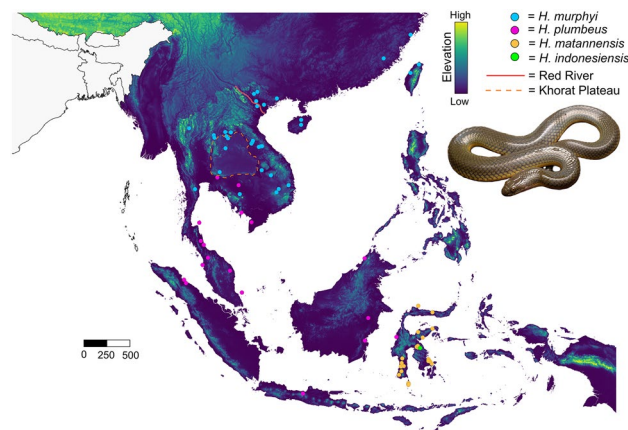 High
Elevation
Low
= H. murphyi
= H. plumbeus
= H. matannensis
= H. indonesiensis
= Red River
= Khorat Plateau
0 250 500